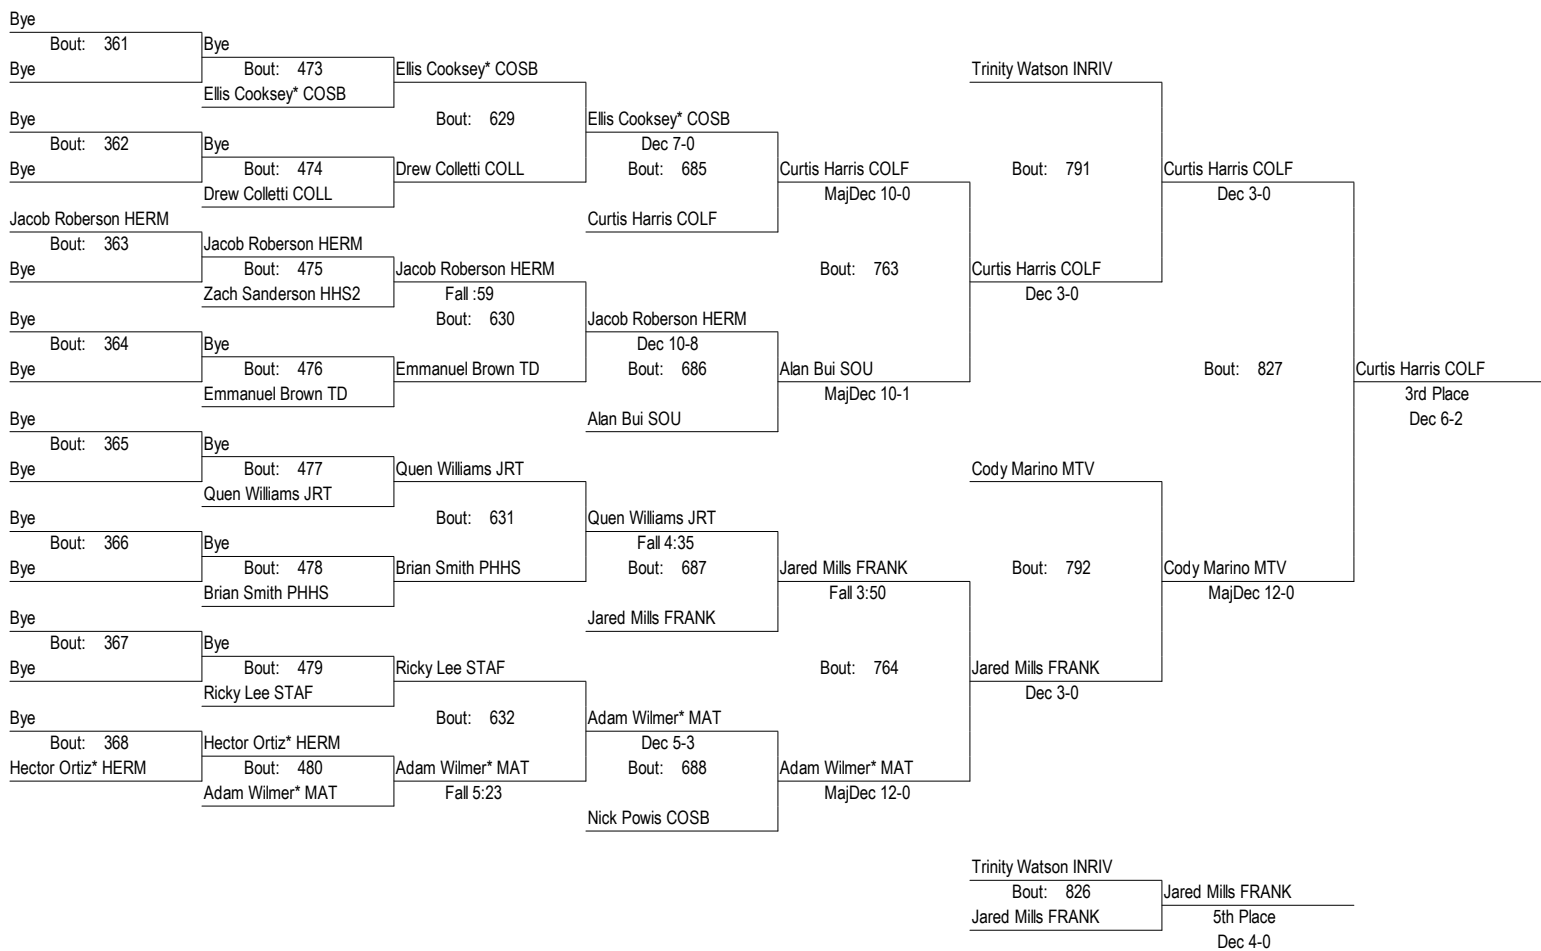 Bye
Bout: 361
Bye
Bye
Bout: 473
Ellis Cooksey* COSB
Ellis Cooksey* COSB
Trinity Watson INRIV
Bye
Bout: 629
Ellis Cooksey* COSB
Bout: 362
Bye
Dec 7-0
Bye
Bout: 474
Drew Colletti COLL
Bout: 685
Curtis Harris COLF
Bout: 791
Curtis Harris COLF
Drew Colletti COLL
MajDec 10-0
Dec 3-0
Jacob Roberson HERM
Curtis Harris COLF
Bout: 363
Jacob Roberson HERM
Bye
Bout: 475
Jacob Roberson HERM
Bout: 763
Curtis Harris COLF
Zach Sanderson HHS2
Fall :59
Dec 3-0
Bye
Bout: 630
Jacob Roberson HERM
Bout: 364
Bye
Dec 10-8
Bye
Bout: 476
Emmanuel Brown TD
Bout: 686
Alan Bui SOU
Bout: 827
Curtis Harris COLF
Emmanuel Brown TD
MajDec 10-1
3rd Place
Bye
Alan Bui SOU
Dec 6-2
Bout: 365
Bye
Bye
Bout: 477
Quen Williams JRT
Cody Marino MTV
Quen Williams JRT
Bye
Bout: 631
Quen Williams JRT
Bout: 366
Bye
Fall 4:35
Bye
Bout: 478
Brian Smith PHHS
Bout: 687
Jared Mills FRANK
Bout: 792
Cody Marino MTV
Brian Smith PHHS
Fall 3:50
MajDec 12-0
Bye
Jared Mills FRANK
Bout: 367
Bye
Bye
Bout: 479
Ricky Lee STAF
Bout: 764
Jared Mills FRANK
Ricky Lee STAF
Dec 3-0
Bye
Bout: 632
Adam Wilmer* MAT
Bout: 368
Hector Ortiz* HERM
Dec 5-3
Hector Ortiz* HERM
Bout: 480
Adam Wilmer* MAT
Bout: 688
Adam Wilmer* MAT
Adam Wilmer* MAT
Fall 5:23
MajDec 12-0
Nick Powis COSB
Trinity Watson INRIV
Bout: 826
Jared Mills FRANK
Jared Mills FRANK
5th Place
Dec 4-0